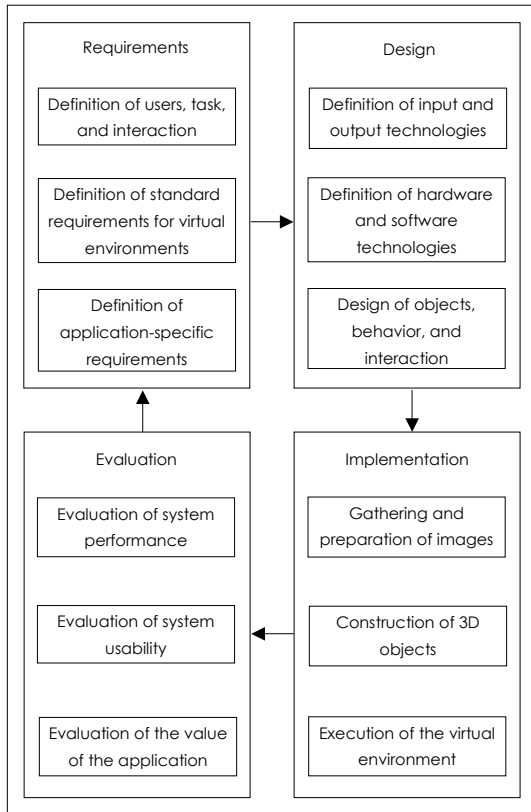 Requirements
Definition of users, task,
and interaction
Definition of standard
requirements for virtual
environments
Definition of
application-specific
requirements
Design
Definition of input and
output technologies
Definition of hardware
and software
technologies
Design of objects,
behavior, and
interaction
Evaluation
Evaluation of system
performance
Evaluation of system
usability
Evaluation of the value
of the application
Implementation
Gathering and
preparation of images
Construction of 3D
objects
Execution of the virtual
environment